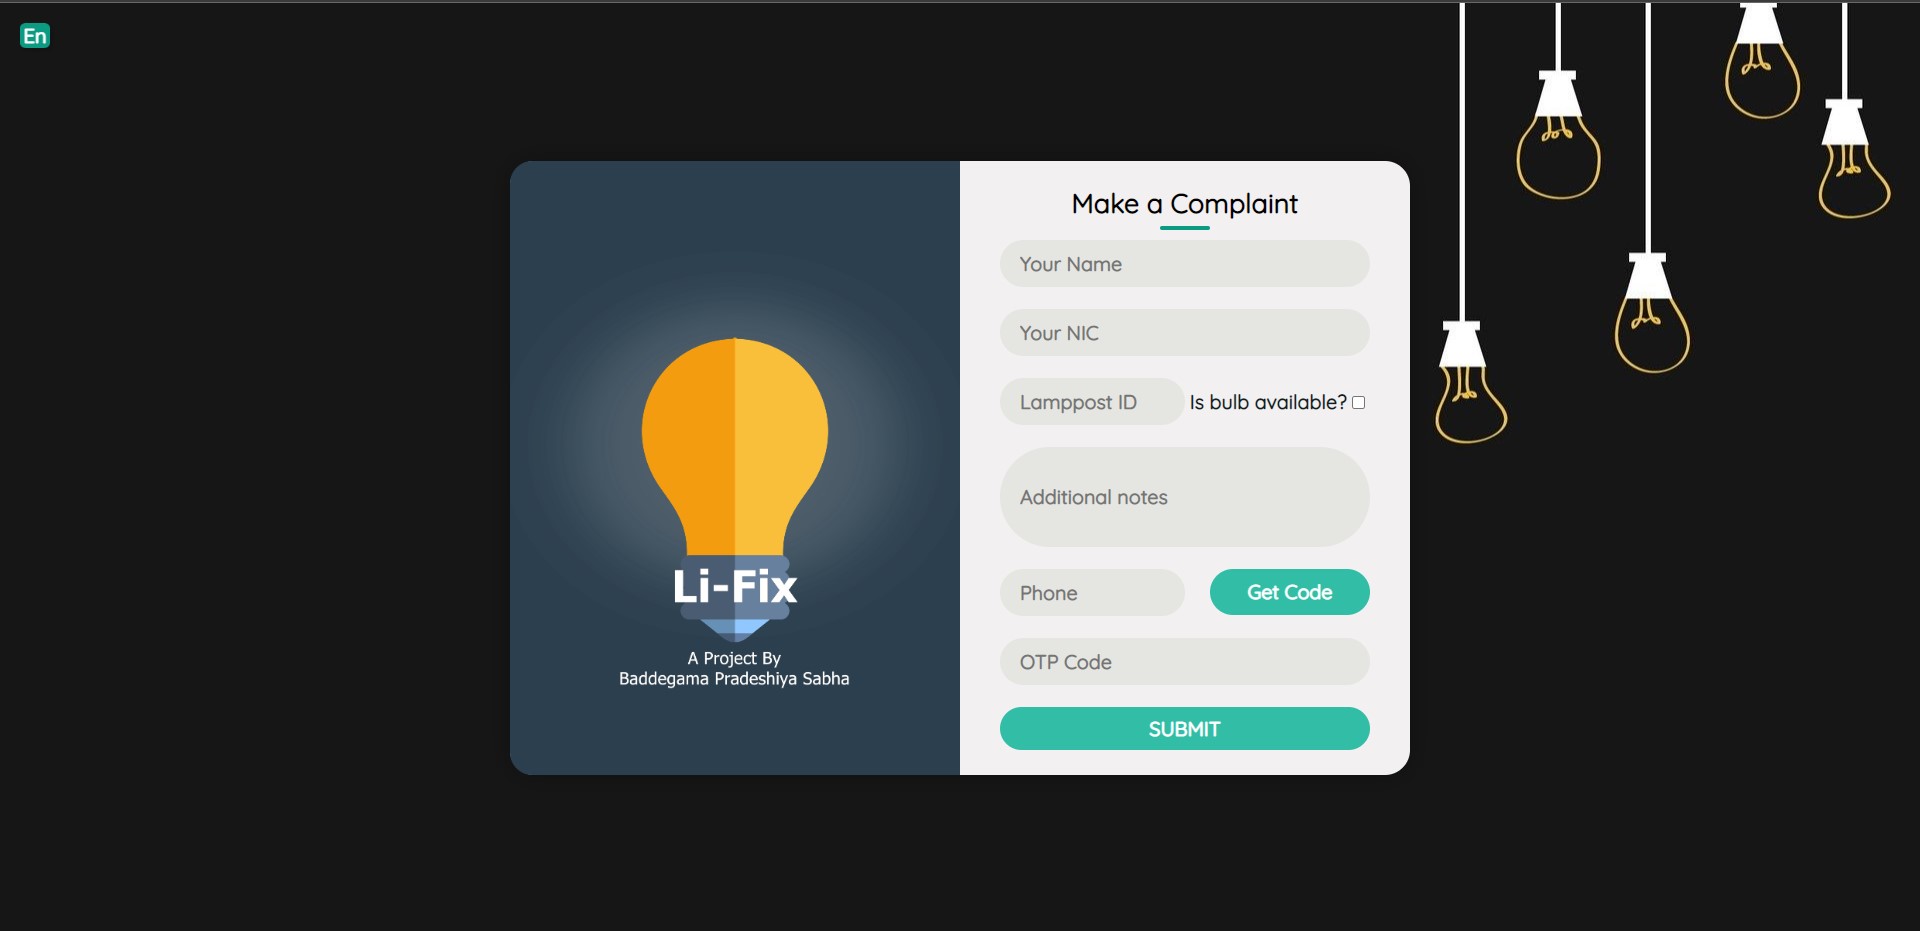 En
Li-Fix
A Project By
Baddegama Pradeshiya Sabha
Make a Complaint
Your Name
Your NIC
Lamppost ID
Is bulb available?
Additional notes
Phone
Get Code
OTP Code
SUBMIT